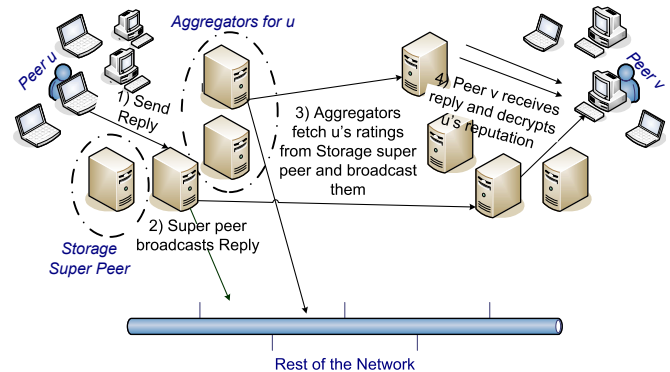 Aggregators for u
Peer u
Peer v
1) Send
Reply
3) Aggregators
fetch u's ratings
from Storage super
peer and broadcast
them
4) Peer v receives
reply and decrypts
u's reputation
2) Super peer
broadcasts Reply
Storage
Super Peer
Rest of the Network